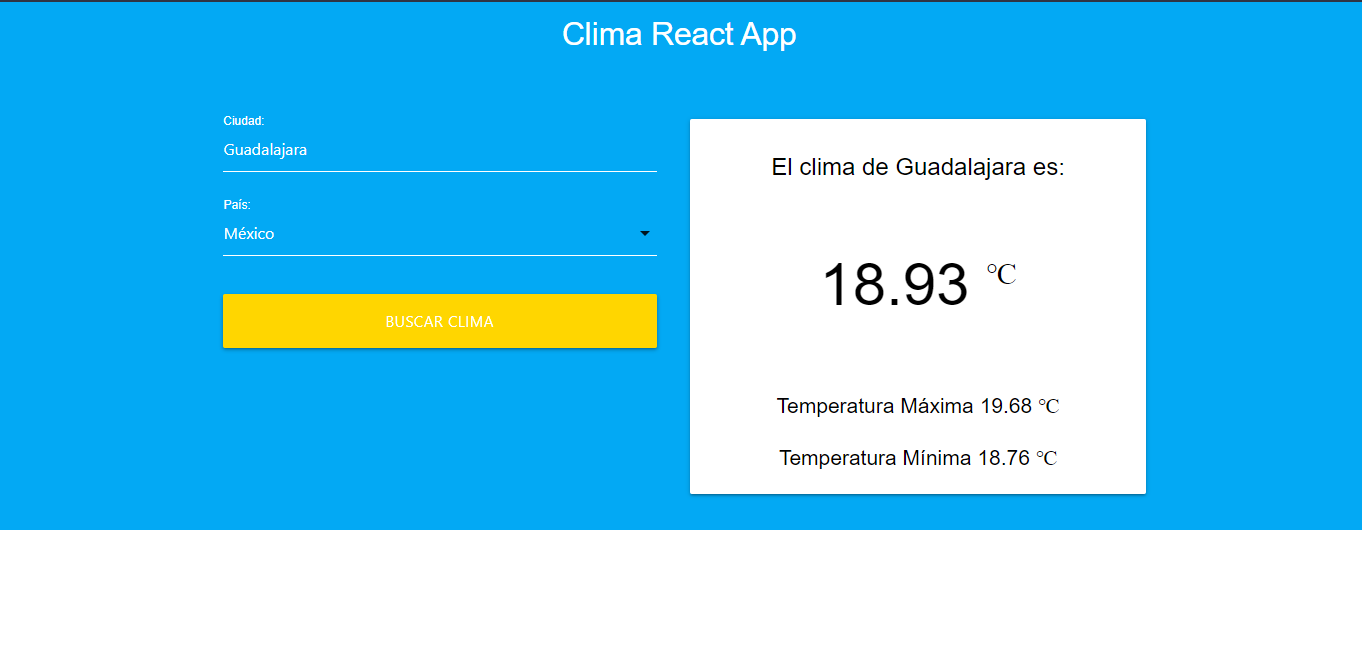 Clima React App
Ciudad:
Guadalajara
País:
México
BUSCAR CLIMA
El clima de Guadalajara es:
18.93 ℃
Temperatura Máxima 19.68 ℃
Temperatura Mínima 18.76 ℃